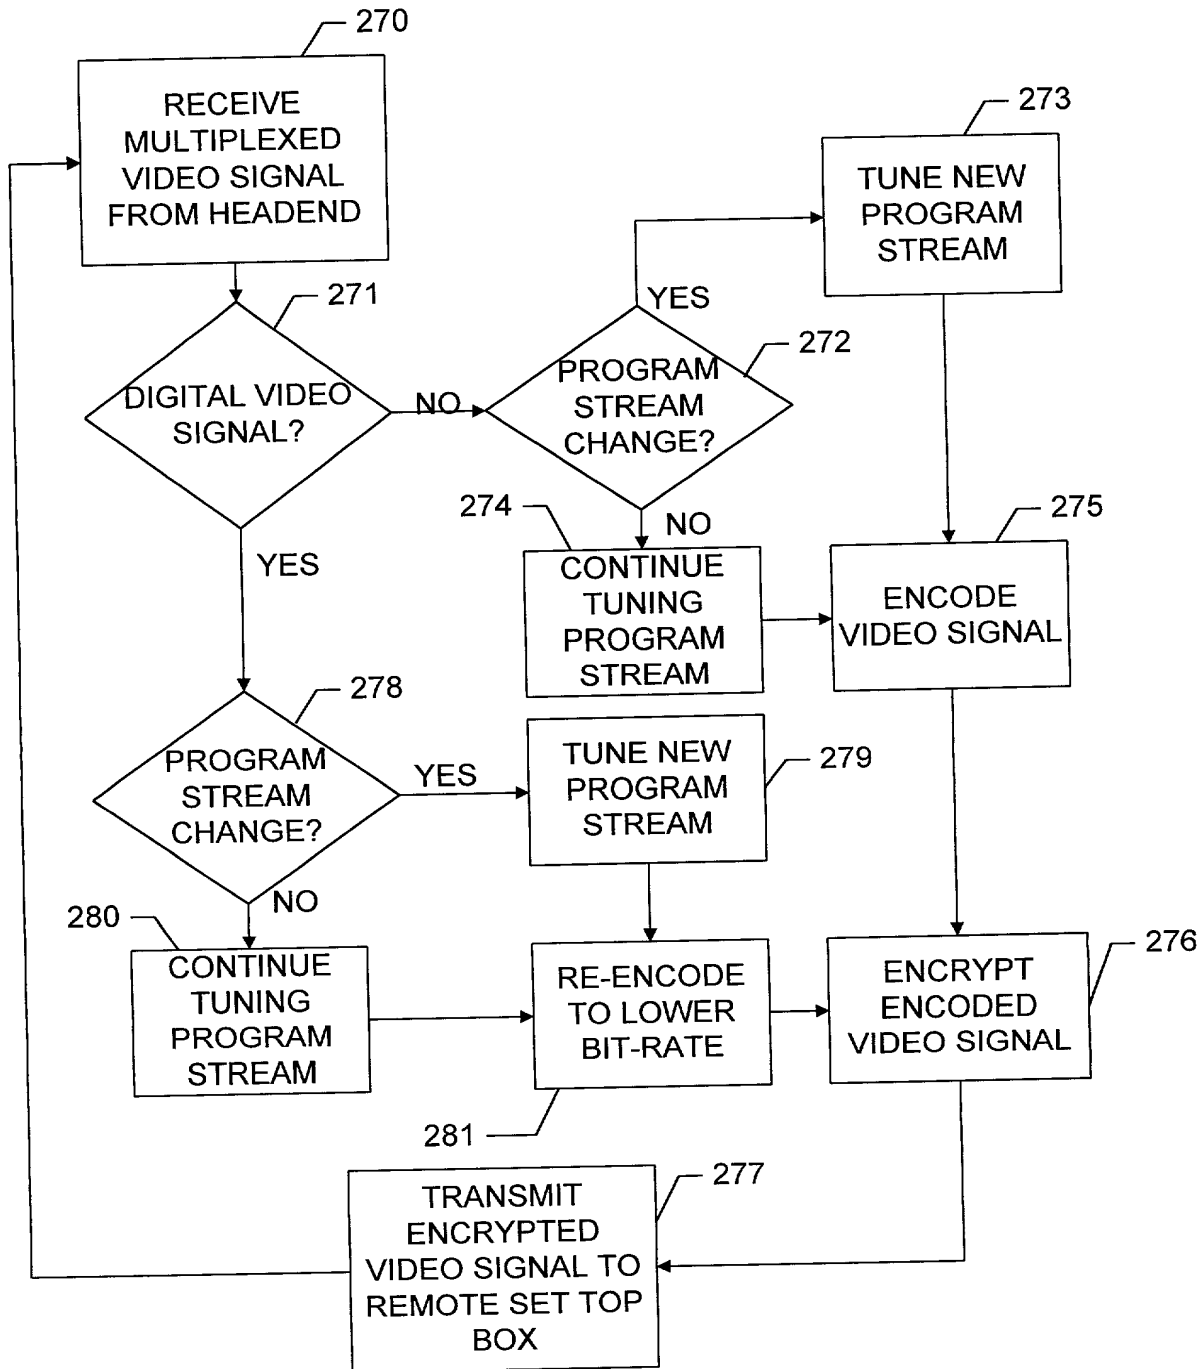 270
RECEIVE
MULTIPLEXED
VIDEO SIGNAL
FROM HEADEND
273
TUNE NEW
PROGRAM
STREAM
271
DIGITAL VIDEO
SIGNAL?
NO
YES
272
PROGRAM
STREAM
CHANGE?
YES
NO
274
CONTINUE
TUNING
PROGRAM
STREAM
275
ENCODE
VIDEO SIGNAL
278
PROGRAM
STREAM
CHANGE?
YES
NO
279
TUNE NEW
PROGRAM
STREAM
280
CONTINUE
TUNING
PROGRAM
STREAM
RE-ENCODE
TO LOWER
BIT-RATE
281
276
ENCRYPT
ENCODED
VIDEO SIGNAL
277
TRANSMIT
ENCRYPTED
VIDEO SIGNAL TO
REMOTE SET TOP
BOX